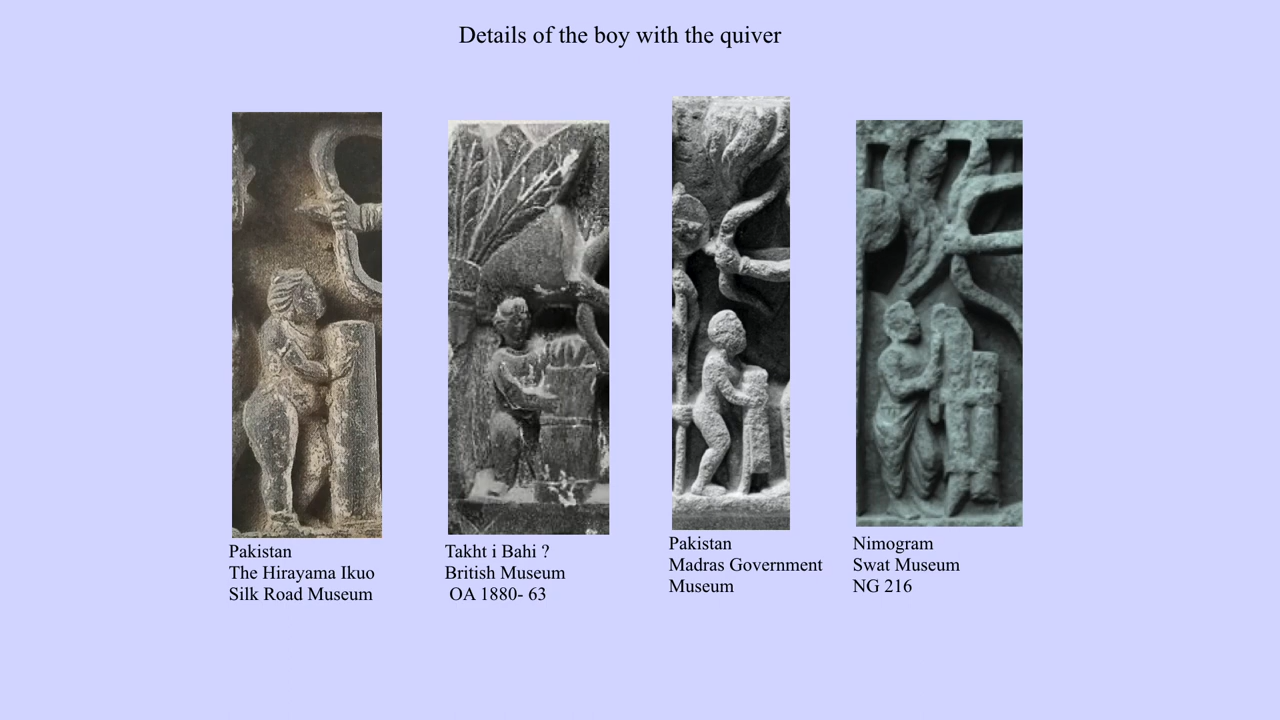 Details of the boy with the quiver
Pakistan
The Hirayama Ikuo
Silk Road Museum
Takht i Bahi ?
British Museum
OA 1880- 63
Pakistan
Madras Government
Museum
Nimogram
Swat Museum
NG 216